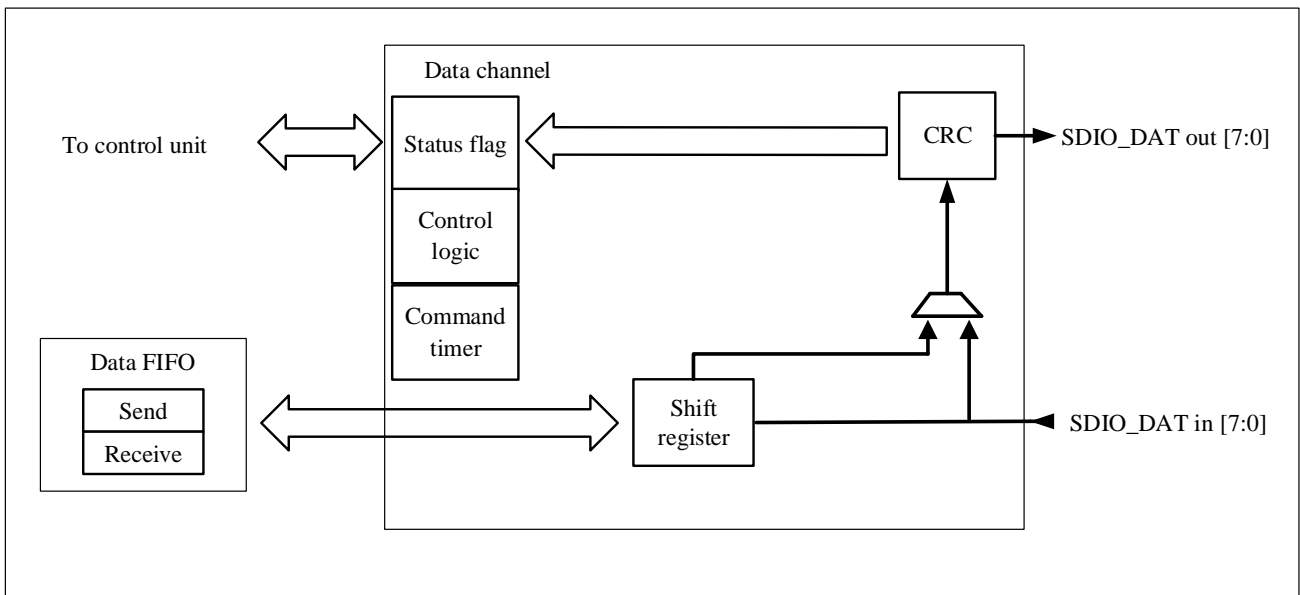 Data channel
To control unit
Status flag
CRC
SDIO_DAT out [7:0]
Control
logic
Command
timer
Data FIFO
Send
Receive
Shift
register
SDIO_DAT in [7:0]